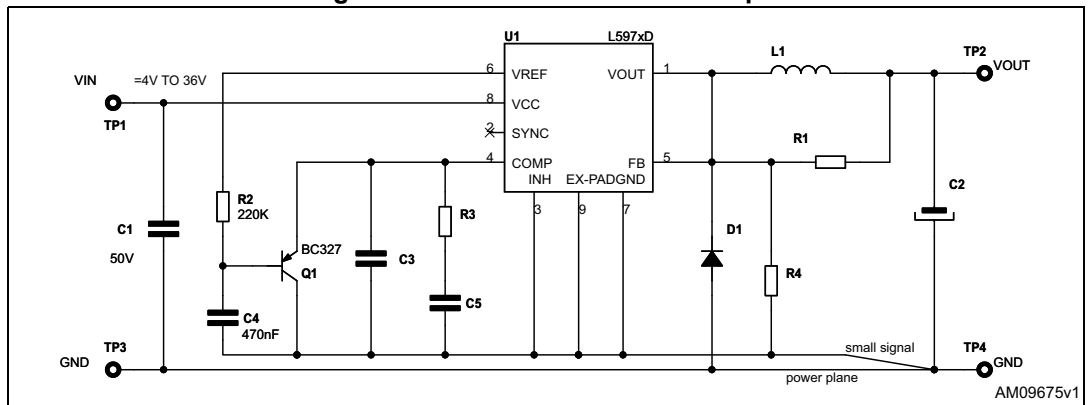 U1
L597xD
L1
TP2
VOUT
VIN
=4V TO 36V
TP1
6
VREF
VOUT
1
8
VCC
2
SYNC
4
COMP
FB
5
INH
EX-PAD
GND
3
9
7
R1
R2
220K
R3
C1
50V
BC327
Q1
C3
C5
D1
R4
C2
C4
470nF
TP3
GND
small signal
power plane
TP4
GND
AM09675v1